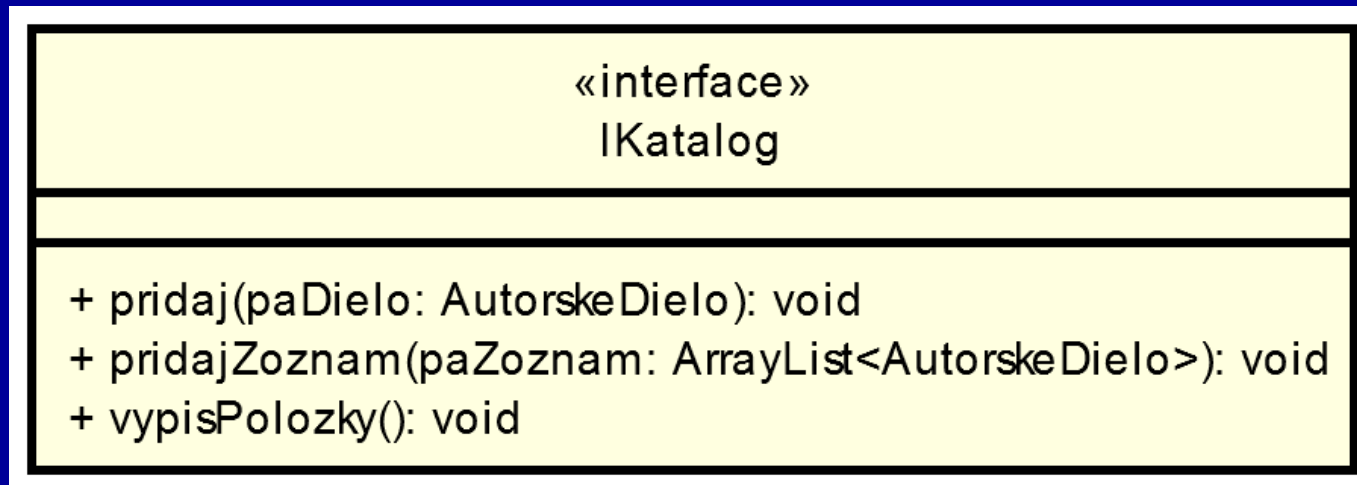 «interface»
IKatalog
+ pridaj(paDielo: AutorskeDielo): void
+ pridajZoznam(paZoznam: ArrayList<AutorskeDielo>): void
+ vypisPolozky(): void